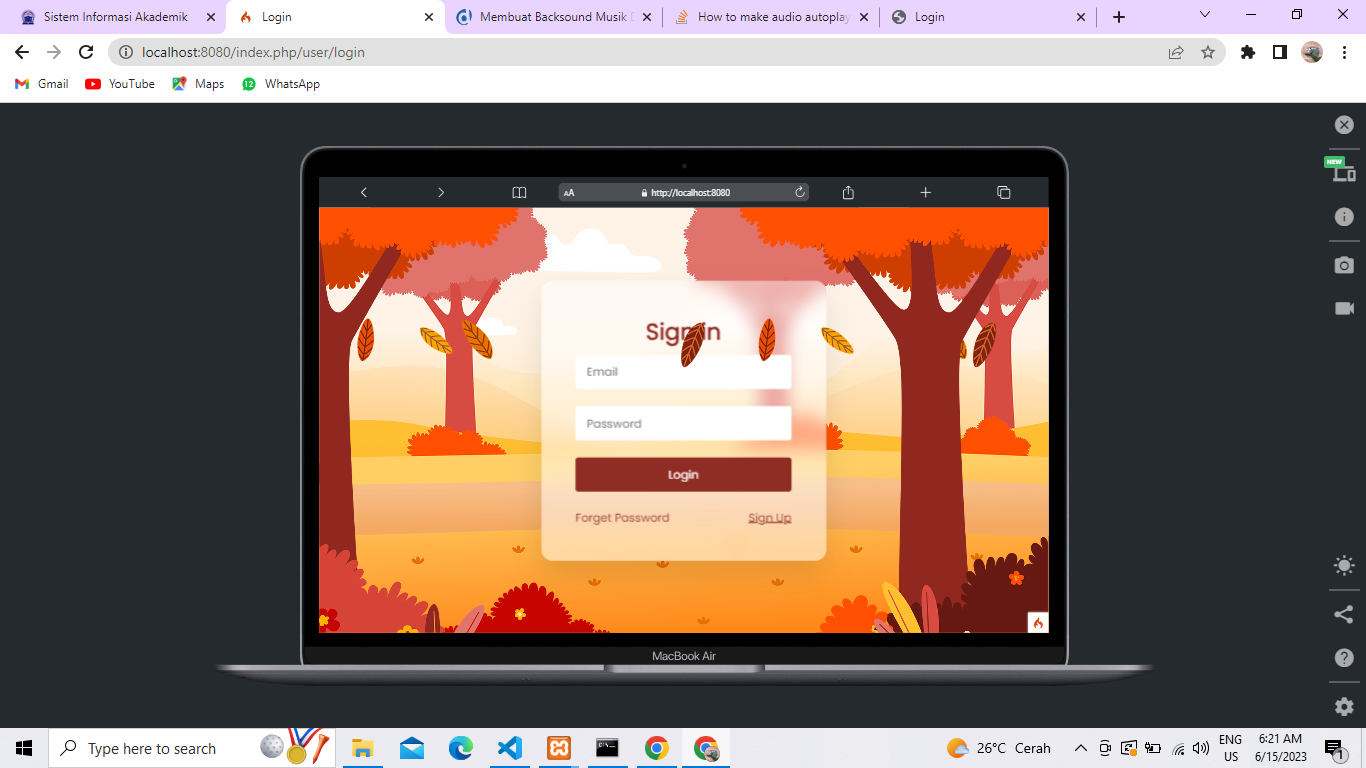 Sistem Informasi Akademik
Login
Membuat Backsound Musik D
How to make audio autoplay
Login
localhost:8080/index.php/user/login
Gmail
YouTube
Maps
12
WhatsApp
NEW
AA
http://localhost:8080
Sign In
Email
Password
Login
Forget Password
Sign Up
MacBook Air
Type here to search
26°C Cerah
ENG
US
6:21 AM
6/15/2023
1